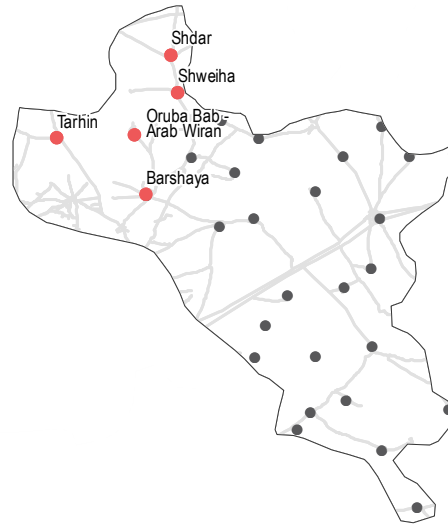 Shdar
Shweiha
Tarhin
Oruba Bab -
Arab Wiran
Barshaya